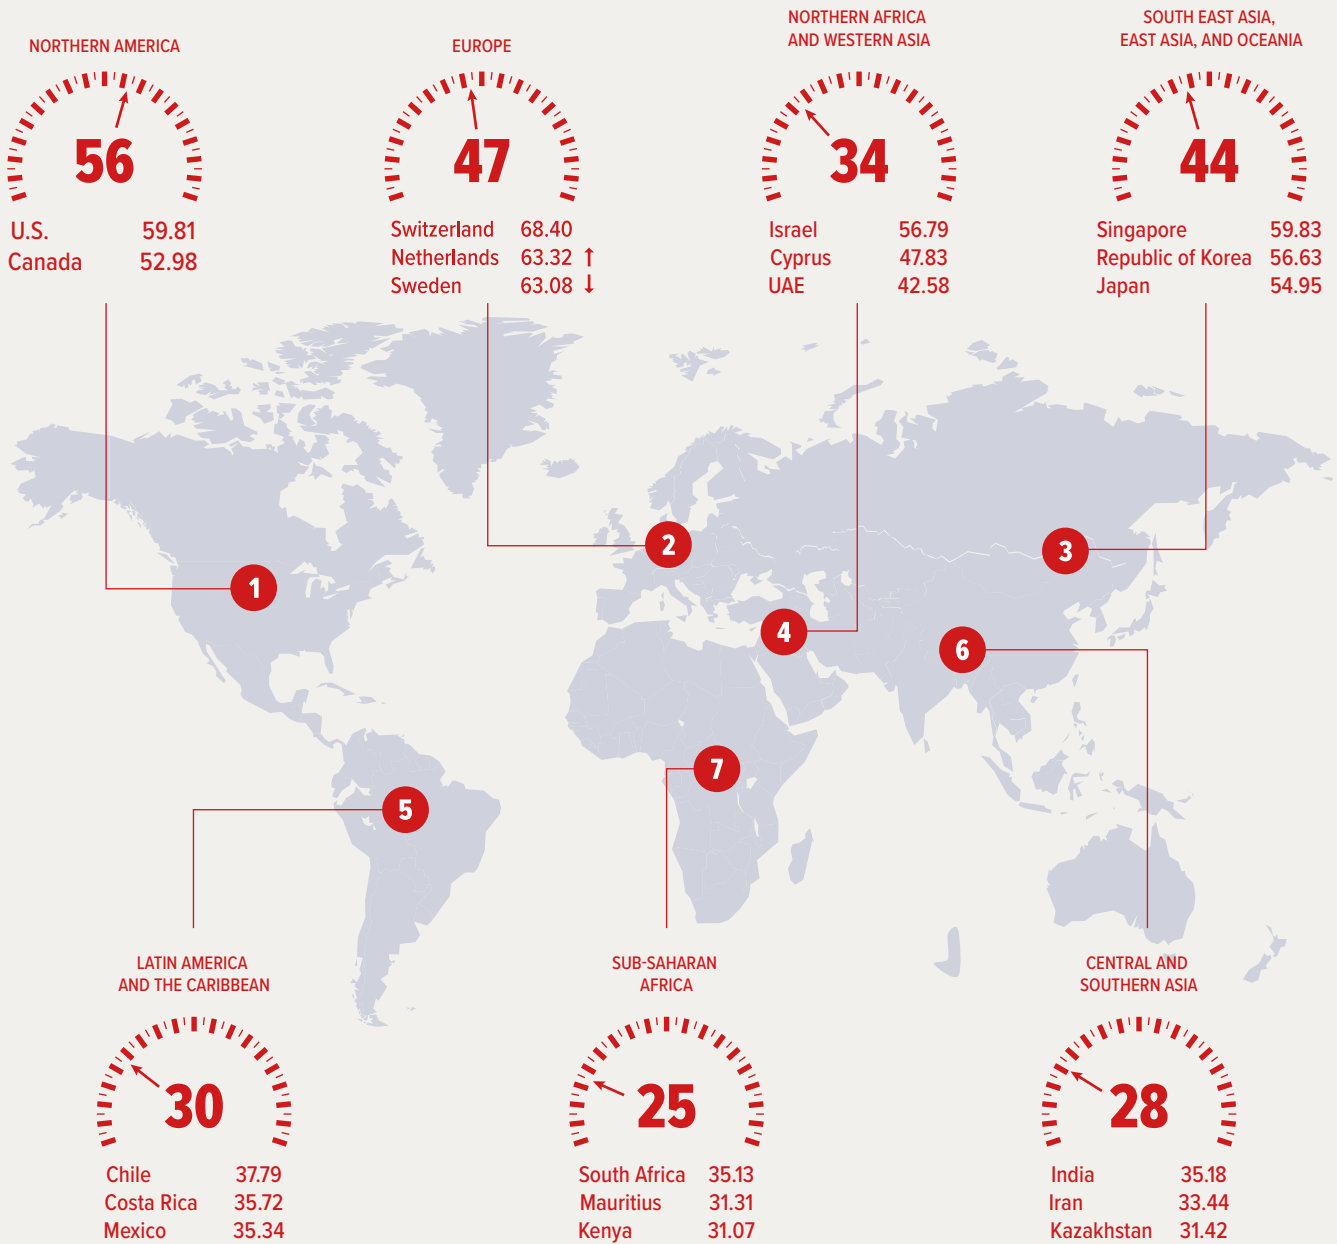 NORTHERN AMERICA
56
U.S. 59.81
Canada 52.98
EUROPE
47
Switzerland 68.40
Netherlands 63.32 ↑
Sweden 63.08 ↓
NORTHERN AFRICA
AND WESTERN ASIA
34
Israel 56.79
Cyprus 47.83
UAE 42.58
SOUTH EAST ASIA,
EAST ASIA, AND OCEANIA
44
Singapore 59.83
Republic of Korea 56.63
Japan 54.95
1
2
3
4
5
6
7
LATIN AMERICA
AND THE CARIBBEAN
30
Chile 37.79
Costa Rica 35.72
Mexico 35.34
SUB-SAHARAN
AFRICA
25
South Africa 35.13
Mauritius 31.31
Kenya 31.07
CENTRAL AND
SOUTHERN ASIA
28
India 35.18
Iran 33.44
Kazakhstan 31.42